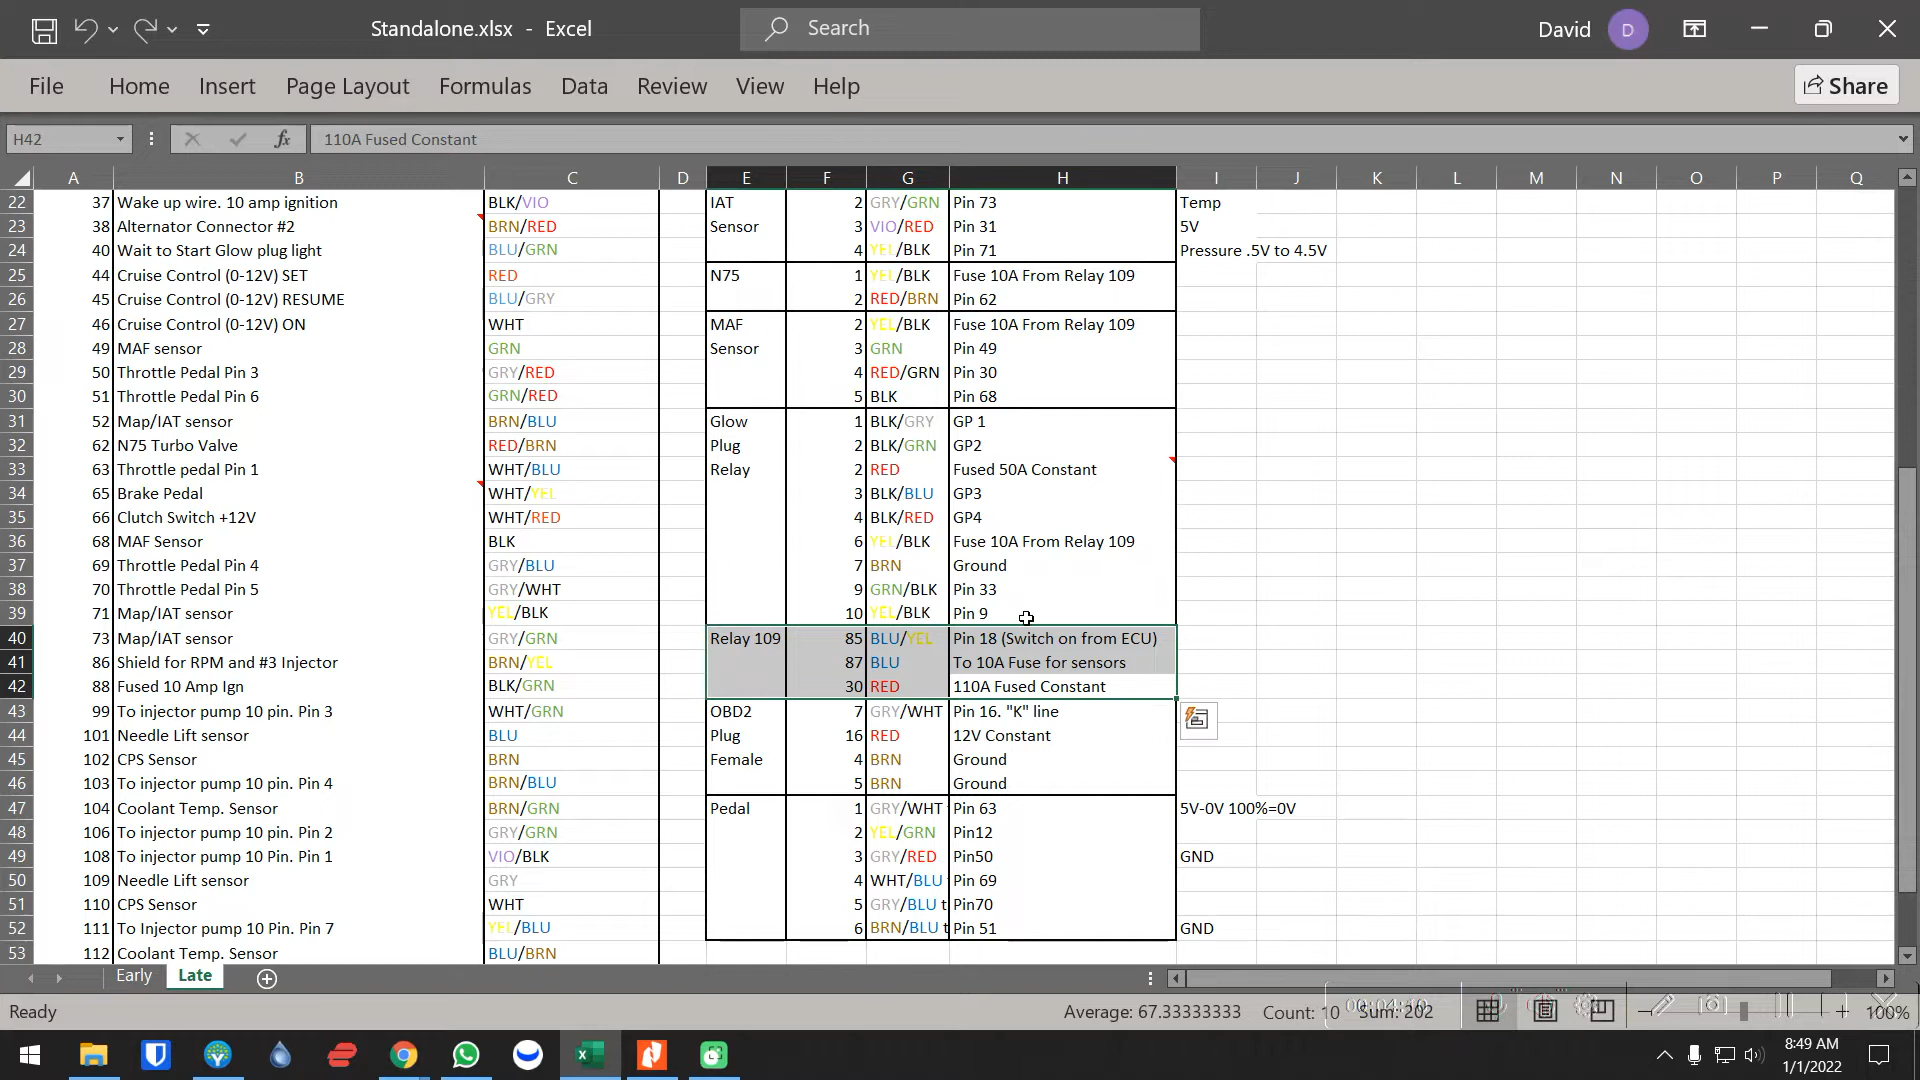 Standalone.xlsx - Excel
Search
David
D
File Home Insert Page Layout Formulas Data Review View Help
Share
H42
fx
110A Fused Constant
A B C D E F G H I J K L M N O P Q
22 37 Wake up wire. 10 amp ignition BLK/VIO IAT 2 GRY/GRN Pin 73 Temp
23 38 Alternator Connector #2 BRN/RED Sensor 3 VIO/RED Pin 31 5V
24 40 Wait to Start Glow plug light BLU/GRN 4 YEL/BLK Pin 71 Pressure .5V to 4.5V
25 44 Cruise Control (0-12V) SET RED N75 1 YEL/BLK Fuse 10A From Relay 109
26 45 Cruise Control (0-12V) RESUME BLU/GRY 2 RED/BRN Pin 62
27 46 Cruise Control (0-12V) ON WHT MAF 2 YEL/BLK Fuse 10A From Relay 109
28 49 MAF sensor GRN Sensor 3 GRN Pin 49
29 50 Throttle Pedal Pin 3 GRY/RED 4 RED/GRN Pin 30
30 51 Throttle Pedal Pin 6 GRN/RED 5 BLK Pin 68
31 52 Map/IAT sensor BRN/BLU Glow 1 BLK/GRY GP 1
32 62 N75 Turbo Valve RED/BRN Plug 2 BLK/GRN GP2
33 63 Throttle pedal Pin 1 WHT/BLU Relay 2 RED Fused 50A Constant
34 65 Brake Pedal WHT/YEL 3 BLK/BLU GP3
35 66 Clutch Switch +12V WHT/RED 4 BLK/RED GP4
36 68 MAF Sensor BLK 6 YEL/BLK Fuse 10A From Relay 109
37 69 Throttle Pedal Pin 4 GRY/BLU 7 BRN Ground
38 70 Throttle Pedal Pin 5 GRY/WHT 9 GRN/BLK Pin 33
39 71 Map/IAT sensor YEL/BLK 10 YEL/BLK Pin 9
40 73 Map/IAT sensor GRY/GRN Relay 109 85 BLU/YEL Pin 18 (Switch on from ECU)
41 86 Shield for RPM and #3 Injector BRN/YEL 87 BLU To 10A Fuse for sensors
42 88 Fused 10 Amp Ign BLK/GRN 30 RED 110A Fused Constant
43 99 To injector pump 10 pin. Pin 3 WHT/GRN OBD2 7 GRY/WHT Pin 16. "K" line
44 101 Needle Lift sensor BLU Plug 16 RED 12V Constant
45 102 CPS Sensor BRN Female 4 BRN Ground
46 103 To injector pump 10 pin. Pin 4 BRN/BLU 5 BRN Ground
47 104 Coolant Temp. Sensor BRN/GRN Pedal 1 GRY/WHT Pin 63 5V-0V 100%=0V
48 106 To injector pump 10 pin. Pin 2 GRY/GRN 2 YEL/GRN Pin12
49 108 To injector pump 10 Pin. Pin 1 VIO/BLK 3 GRY/RED Pin50 GND
50 109 Needle Lift sensor GRY 4 WHT/BLU Pin 69
51 110 CPS Sensor WHT 5 GRY/BLU t Pin70
52 111 To Injector pump 10 Pin. Pin 7 YEL/BLU 6 BRN/BLU t Pin 51 GND
53 112 Coolant Temp. Sensor BLU/BRN
Early Late
Ready Average: 67.33333333 Count: 10 Sum: 202 00:04:10 100%
8:49 AM
1/1/2022